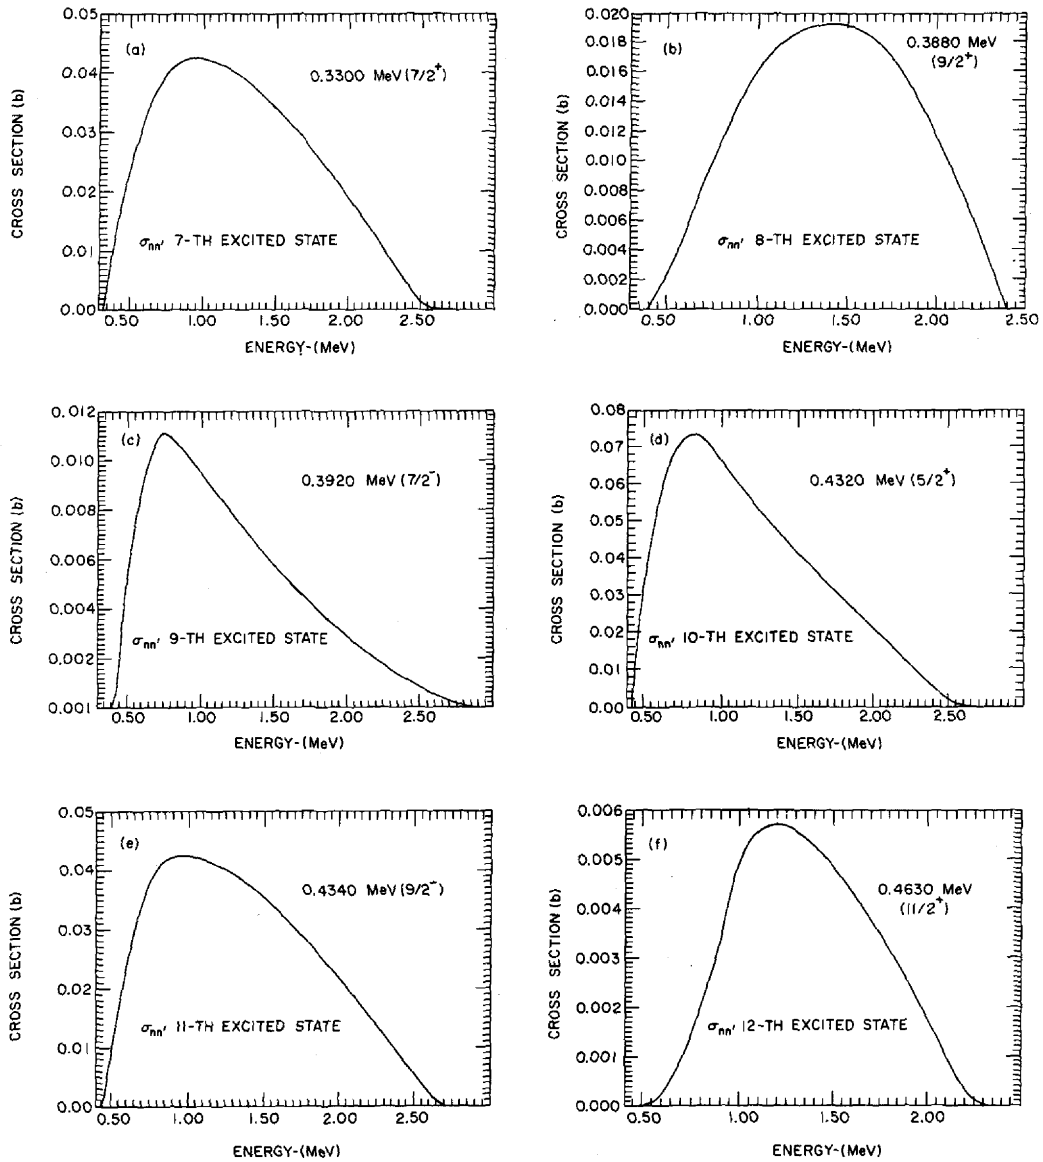 (a)
0.3300 MeV (7/2⁺)
σnn′ 7-TH EXCITED STATE
CROSS SECTION (b)
0.05
0.04
0.03
0.02
0.01
0.00
0.50 1.00 1.50 2.00 2.50
ENERGY-(MeV)
(b)
0.3880 MeV
(9/2⁺)
σnn′ 8-TH EXCITED STATE
CROSS SECTION (b)
0.020
0.018
0.016
0.014
0.012
0.010
0.008
0.006
0.004
0.002
0.000
0.50 1.00 1.50 2.00 2.50
ENERGY-(MeV)
(c)
0.3920 MeV (7/2⁻)
σnn′ 9-TH EXCITED STATE
CROSS SECTION (b)
0.012
0.010
0.008
0.006
0.004
0.002
0.001
0.50 1.00 1.50 2.00 2.50
ENERGY-(MeV)
(d)
0.4320 MeV (5/2⁺)
σnn′ 10-TH EXCITED STATE
CROSS SECTION (b)
0.08
0.07
0.06
0.05
0.04
0.03
0.02
0.01
0.00
0.50 1.00 1.50 2.00 2.50
ENERGY-(MeV)
(e)
0.4340 MeV (9/2⁻)
σnn′ 11-TH EXCITED STATE
CROSS SECTION (b)
0.05
0.04
0.03
0.02
0.01
0.00
0.50 1.00 1.50 2.00 2.50
ENERGY-(MeV)
(f)
0.4630 MeV
(11/2⁺)
σnn′ 12-TH EXCITED STATE
CROSS SECTION (b)
0.006
0.005
0.004
0.003
0.002
0.001
0.000
0.50 1.00 1.50 2.00
ENERGY-(MeV)